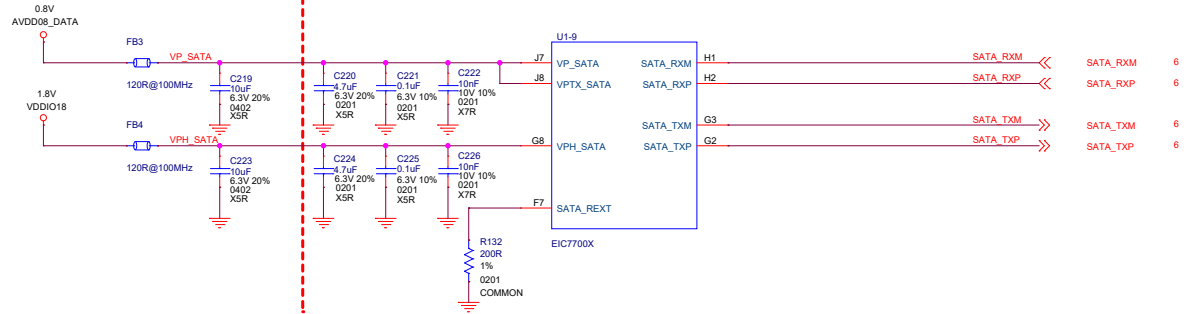 0.8V
AVDD08_DATA
FB3
VP_SATA
120R@100MHz
C219
10uF
6.3V 20%
0402
X5R
C220
4.7uF
6.3V 20%
0201
X5R
C221
0.1uF
6.3V 10%
0201
X5R
C222
10nF
10V 10%
0201
X7R
1.8V
VDDIO18
FB4
VPH_SATA
120R@100MHz
C223
10uF
6.3V 20%
0402
X5R
C224
4.7uF
6.3V 20%
0201
X5R
C225
0.1uF
6.3V 10%
0201
X5R
C226
10nF
10V 10%
0201
X7R
R132
200R
1%
0201
COMMON
U1-9
J7
VP_SATA
J8
VPTX_SATA
G8
VPH_SATA
F7
SATA_REXT
SATA_RXM
H1
SATA_RXP
H2
SATA_TXM
G3
SATA_TXP
G2
EIC7700X
SATA_RXM
SATA_RXM
6
SATA_RXP
SATA_RXP
6
SATA_TXM
SATA_TXM
6
SATA_TXP
SATA_TXP
6